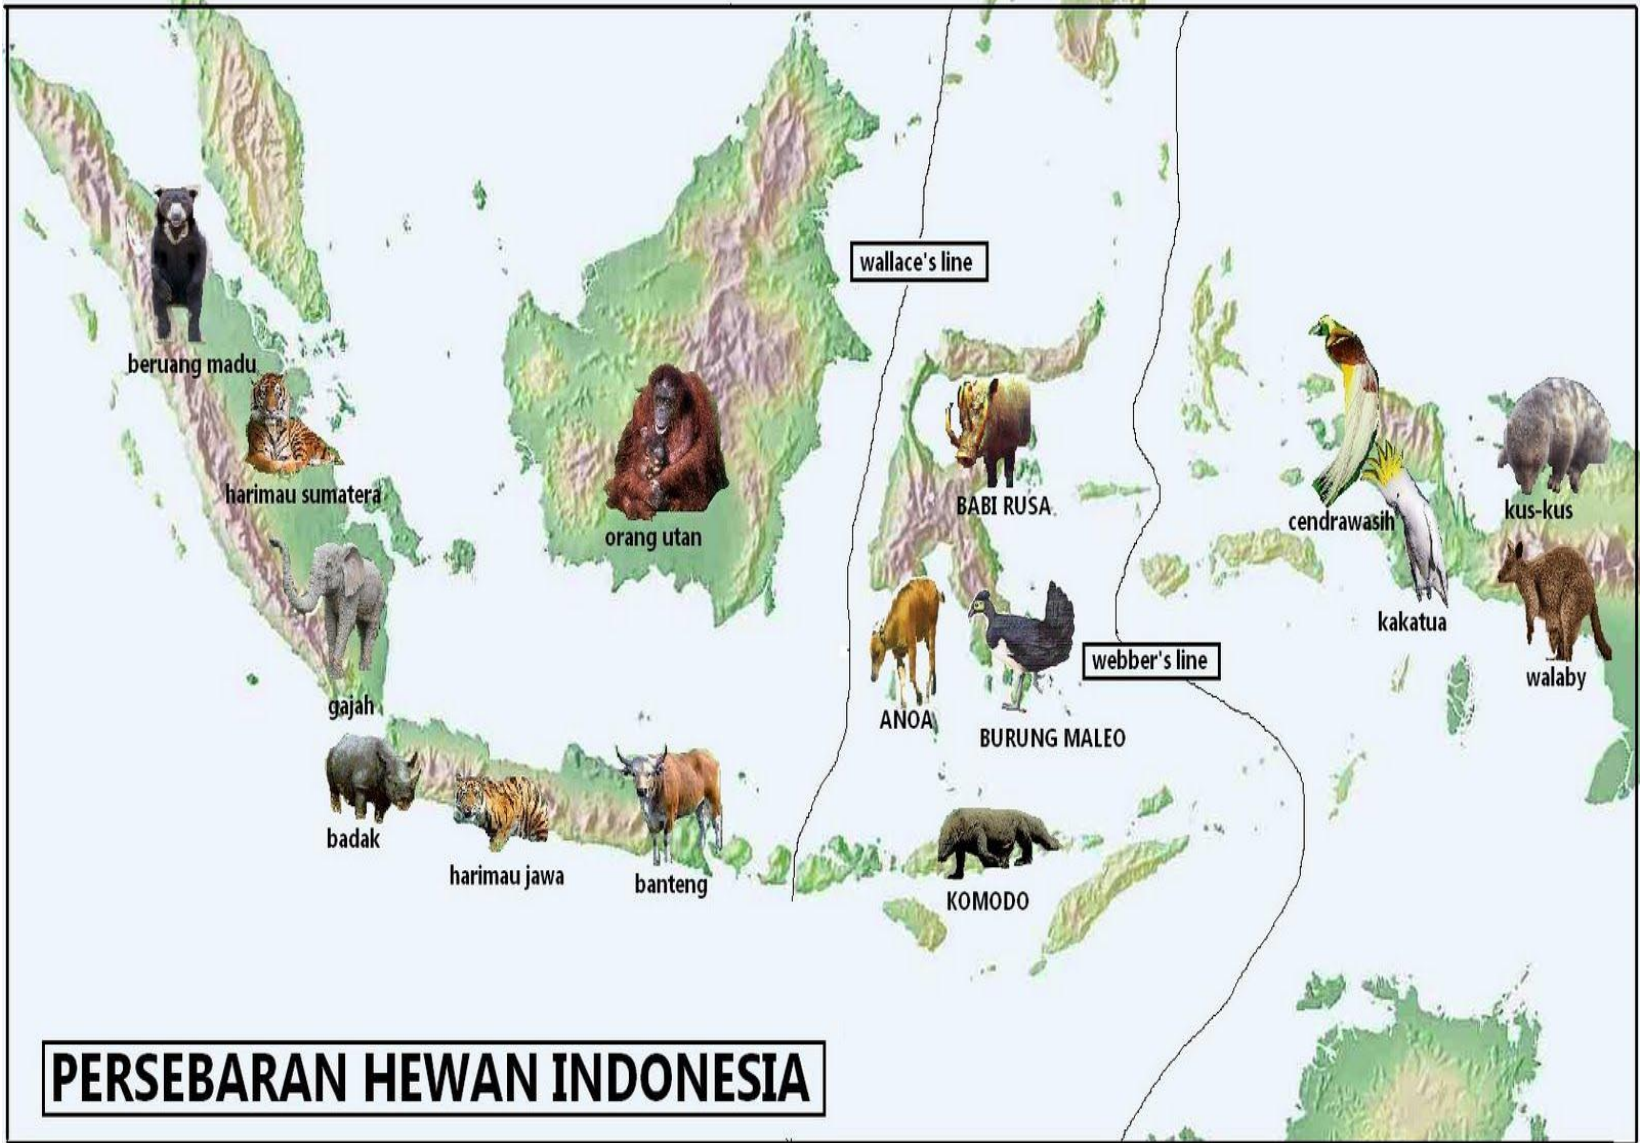 wallace's line
beruang madu
harimau sumatera
orang utan
BABI RUSA
cendrawasih
kus-kus
kakatua
webber's line
walaby
gajah
ANOA
BURUNG MALEO
badak
harimau jawa
banteng
KOMODO
PERSEBARAN HEWAN INDONESIA